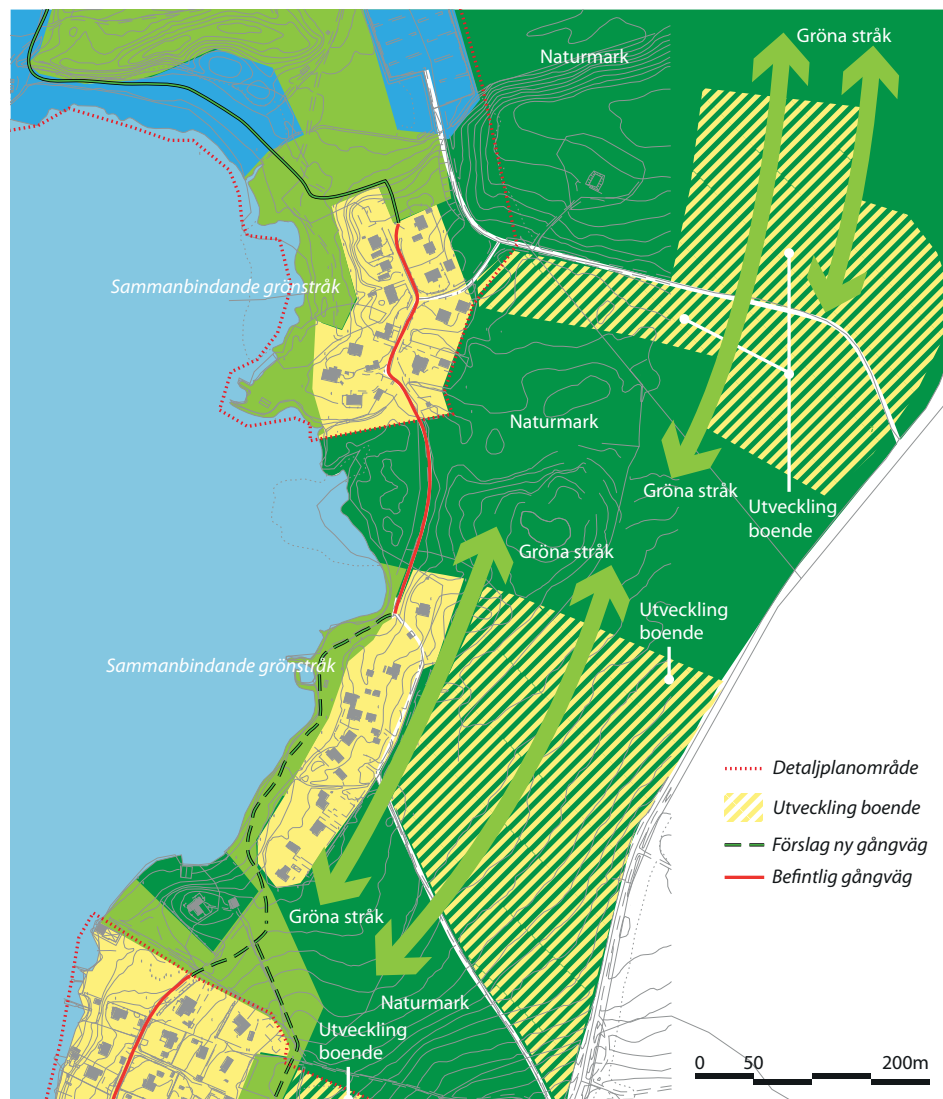 Gröna stråk
Naturmark
Sammanbindande grönstråk
Naturmark
Gröna stråk
Utveckling
boende
Gröna stråk
Utveckling
boende
Sammanbindande grönstråk
Detaljplanområde
Utveckling boende
Förslag ny gångväg
Befintlig gångväg
Gröna stråk
Naturmark
Utveckling
boende
0 50 200m